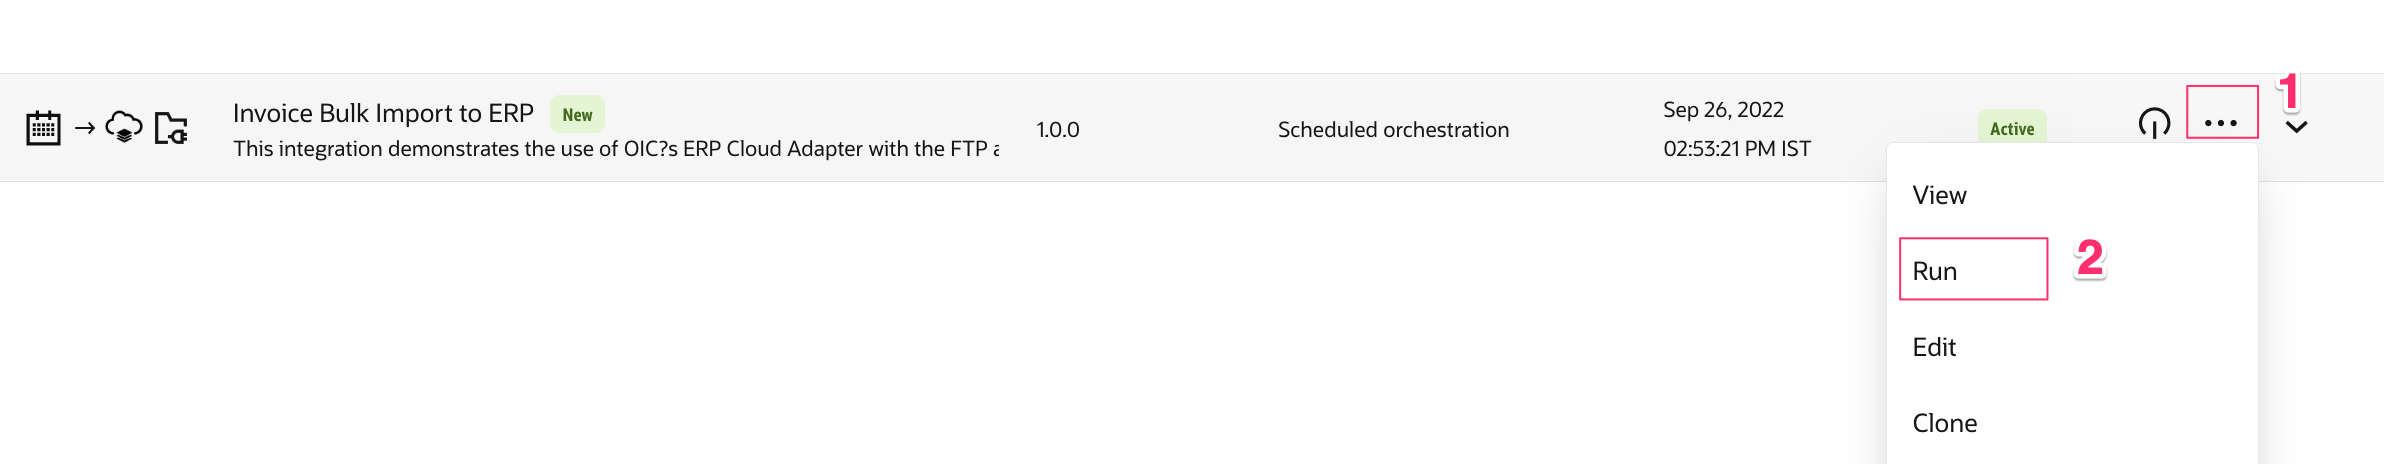 Invoice Bulk Import to ERP New
This integration demonstrates the use of OIC?s ERP Cloud Adapter with the FTP
1.0.0
Scheduled orchestration
Sep 26, 2022
02:53:21 PM IST
Active
1
View
Run
2
Edit
Clone